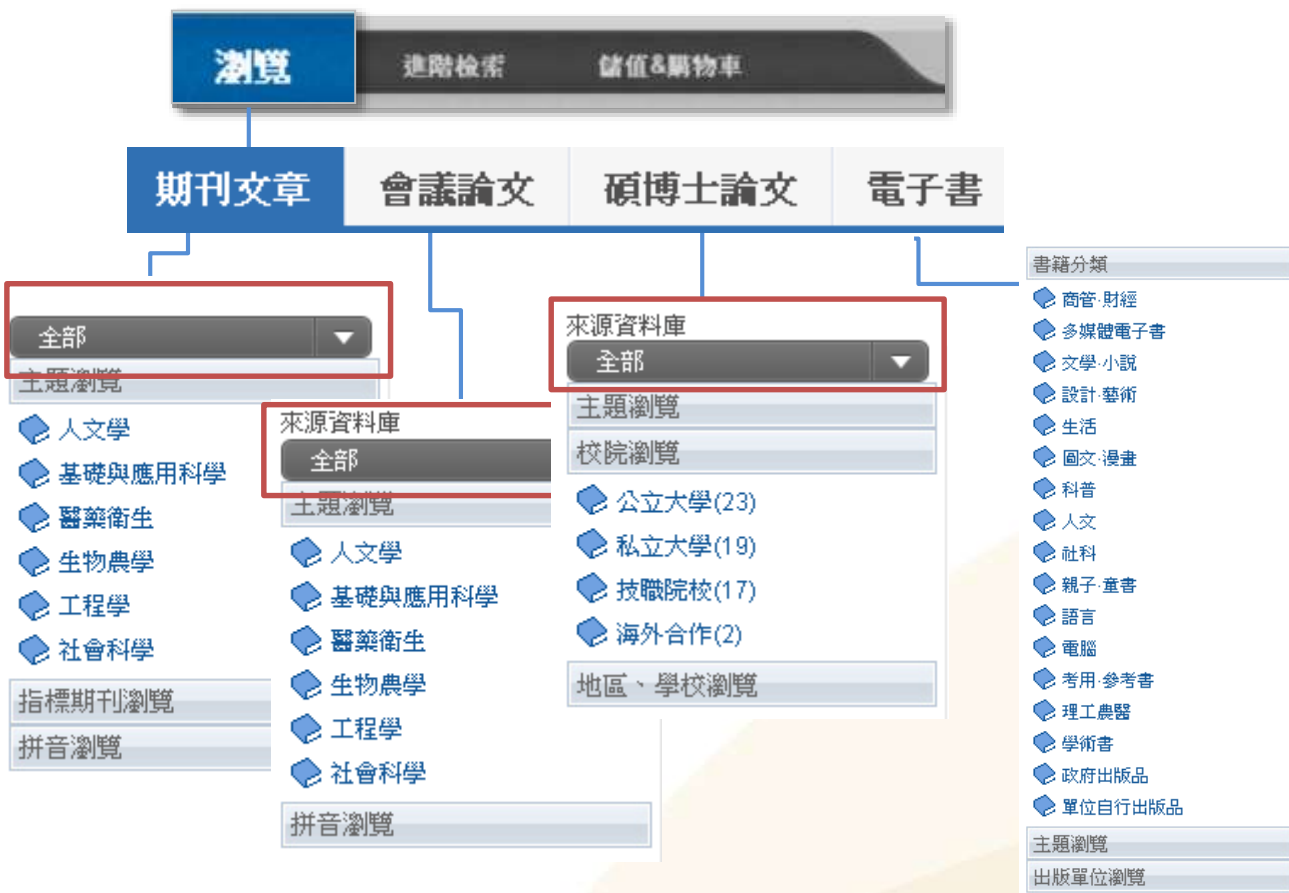 瀏覽
進階檢索
儲值&購物車
期刊文章
會議論文
碩博士論文
電子書
全部
主題瀏覽
人文學
基礎與應用科學
醫藥衛生
生物農學
工程學
社會科學
指標期刊瀏覽
拼音瀏覽
來源資料庫
全部
主題瀏覽
人文學
基礎與應用科學
醫藥衛生
生物農學
工程學
社會科學
拼音瀏覽
來源資料庫
全部
主題瀏覽
校院瀏覽
公立大學(23)
私立大學(19)
技職院校(17)
海外合作(2)
地區、學校瀏覽
書籍分類
商管‧財經
多媒體電子書
文學‧小說
設計‧藝術
生活
圖文‧漫畫
科普
人文
社科
親子‧童書
語言
電腦
考用‧參考書
理工農醫
學術書
政府出版品
單位自行出版品
主題瀏覽
出版單位瀏覽